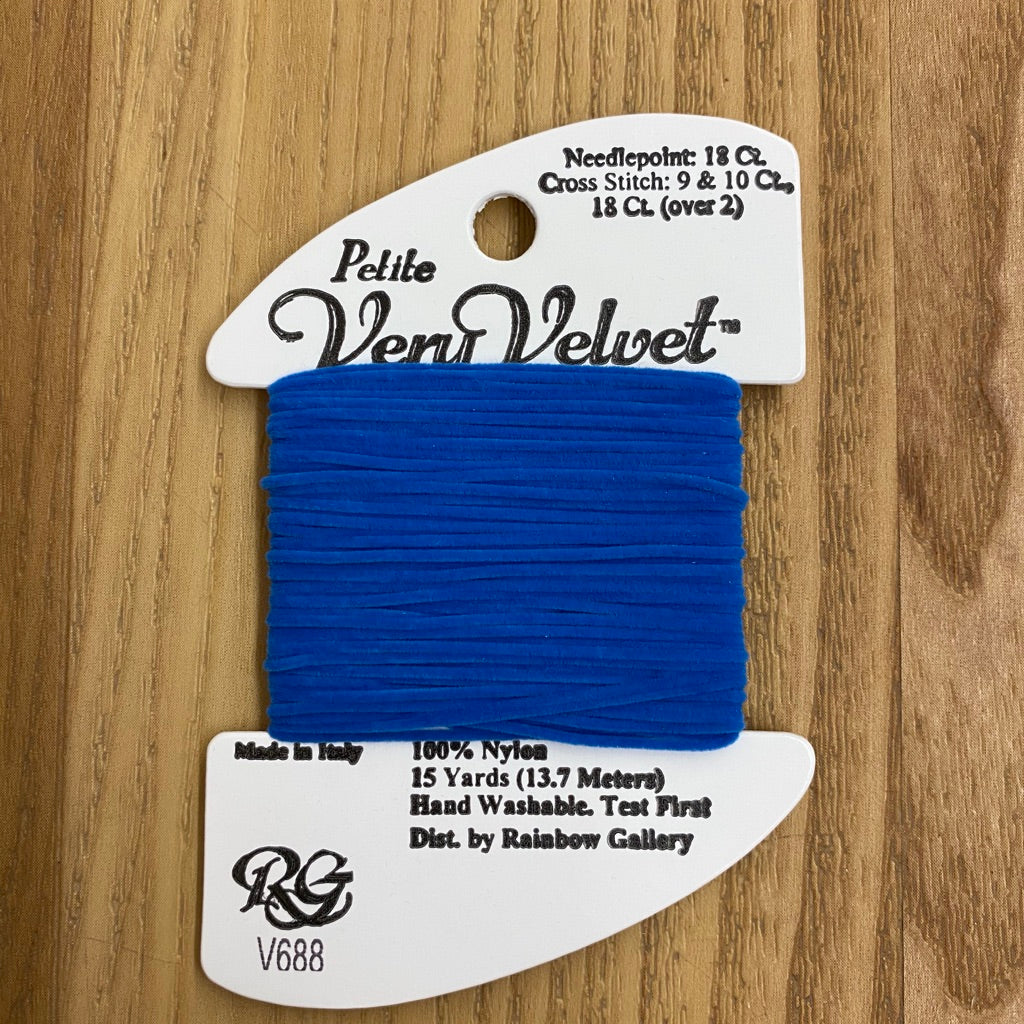 Needlepoint: 18 Ct.
Cross Stitch: 9 & 10 Ct.,
18 Ct. (over 2)
Petite
Very Velvet™
Made in Italy
100% Nylon
15 Yards (13.7 Meters)
Hand Washable. Test First
Dist. by Rainbow Gallery
RG
V688